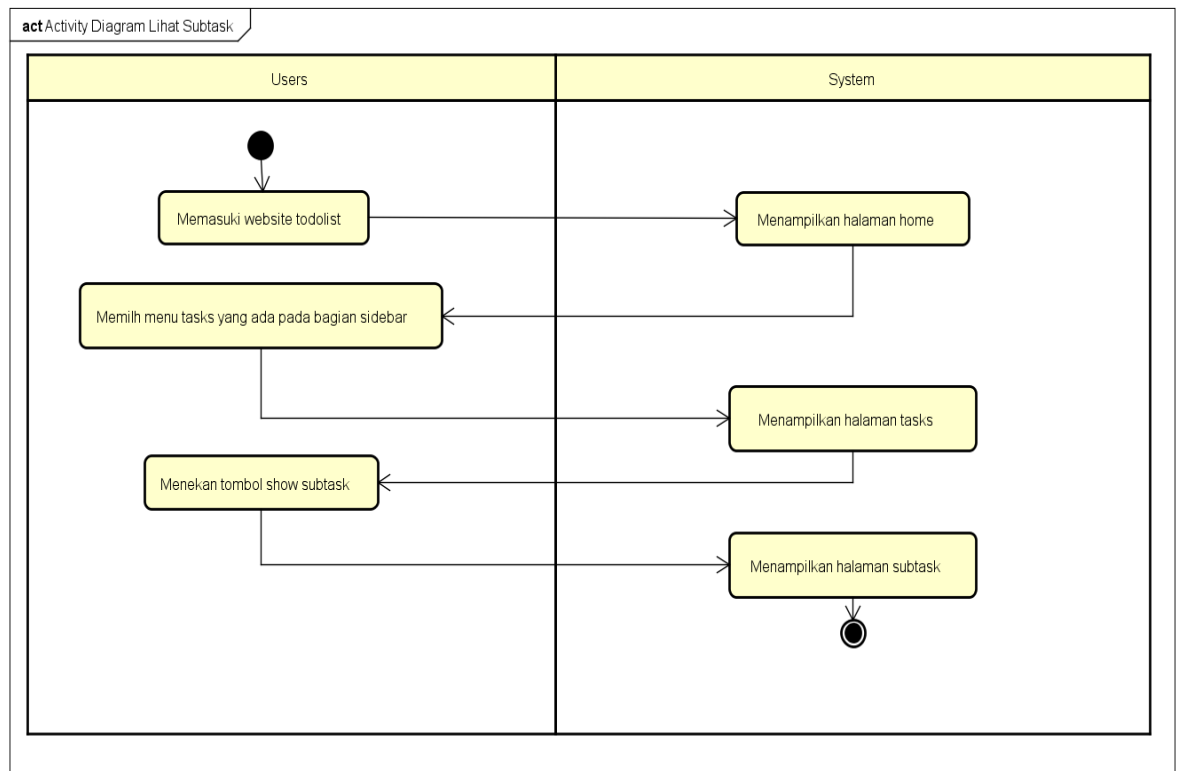 act Activity Diagram Lihat Subtask
Users
System
Memasuki website todolist
Menampilkan halaman home
Memilh menu tasks yang ada pada bagian sidebar
Menampilkan halaman tasks
Menekan tombol show subtask
Menampilkan halaman subtask